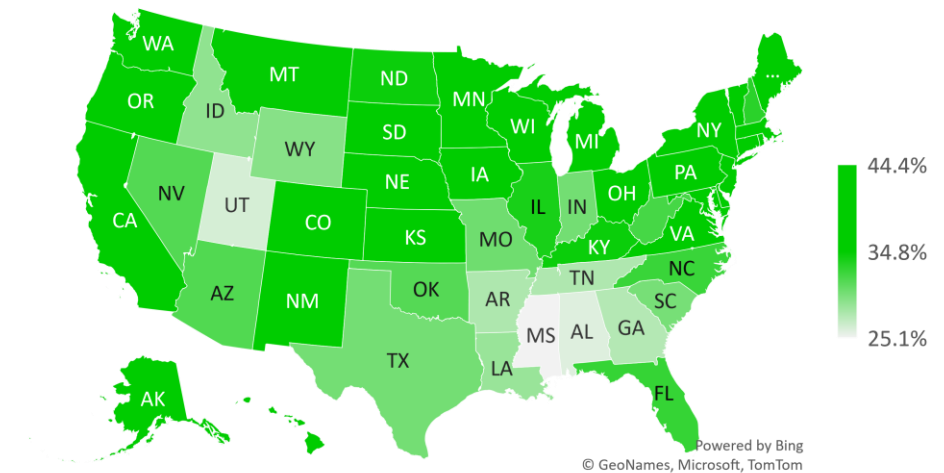 WA
MT
ND
MN
...
OR
ID
SD
WI
MI
NY
WY
NE
IA
PA
NV
UT
CO
IL
IN
OH
CA
KS
MO
KY
VA
AZ
NM
OK
AR
TN
NC
SC
TX
LA
MS
AL
GA
FL
AK
44.4%
34.8%
25.1%
Powered by Bing
© GeoNames, Microsoft, TomTom